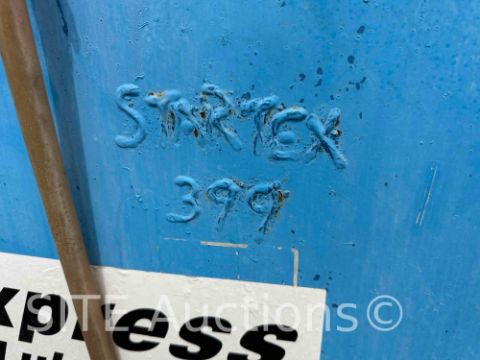 STARTEX
399
xpress
SITE Auctions©